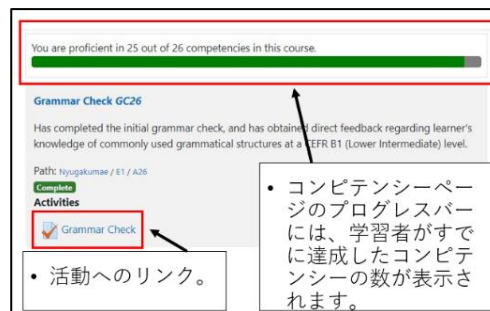 You are proficient in 25 out of 26 competencies in this course.
Grammar Check GC26
Has completed the initial grammar check, and has obtained direct feedback regarding learner's
knowledge of commonly used grammatical structures at a CEFR B1 (Lower Intermediate) level.
Path: Nyugakumae / E1 / A26
Complete
Activities
Grammar Check
• 活動へのリンク。
• コンピテンシーペー
ジのプログレスバー
には、学習者がすで
に達成したコンピテ
ンシーの数が表示さ
れます。